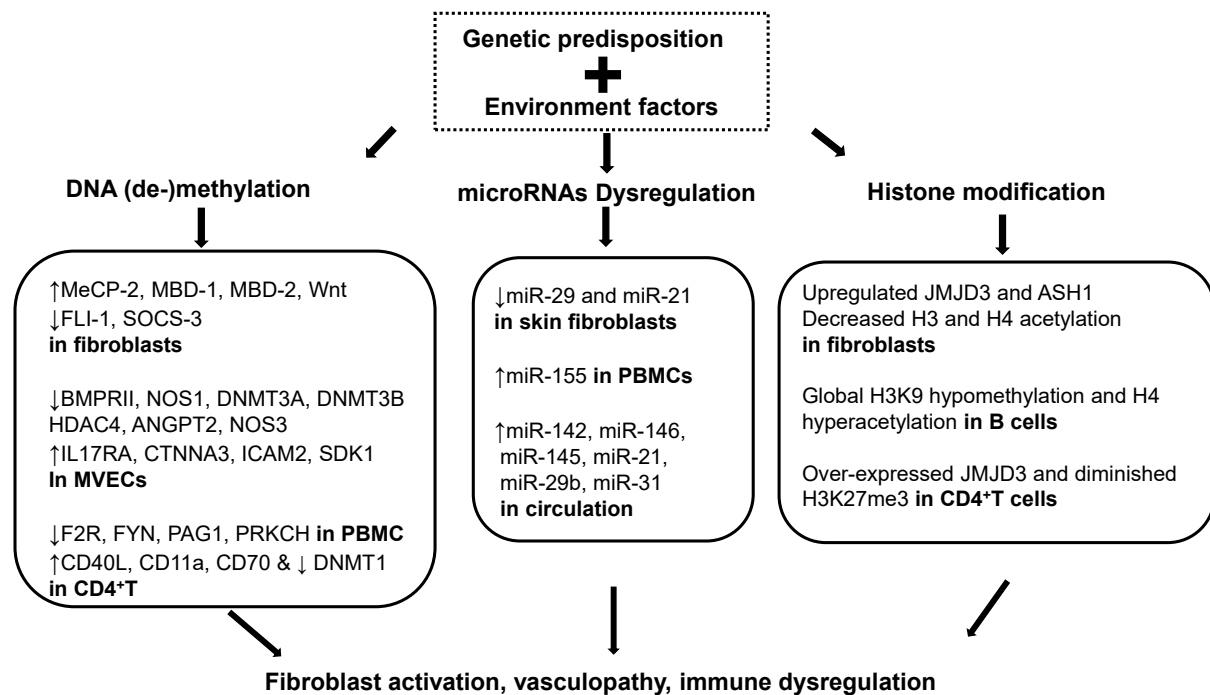 Genetic predisposition
+
Environment factors
DNA (de-)methylation
↑MeCP-2, MBD-1, MBD-2, Wnt
↓FLI-1, SOCS-3
in fibroblasts
↓BMPRII, NOS1, DNMT3A, DNMT3B
HDAC4, ANGPT2, NOS3
↑IL17RA, CTNNA3, ICAM2, SDK1
In MVECs
↓F2R, FYN, PAG1, PRKCH in PBMC
↑CD40L, CD11a, CD70 & ↓ DNMT1
in CD4⁺T
microRNAs Dysregulation
↓miR-29 and miR-21
in skin fibroblasts
↑miR-155 in PBMCs
↑miR-142, miR-146,
miR-145, miR-21,
miR-29b, miR-31
in circulation
Histone modification
Upregulated JMJD3 and ASH1
Decreased H3 and H4 acetylation
in fibroblasts
Global H3K9 hypomethylation and H4
hyperacetylation in B cells
Over-expressed JMJD3 and diminished
H3K27me3 in CD4⁺T cells
Fibroblast activation, vasculopathy, immune dysregulation